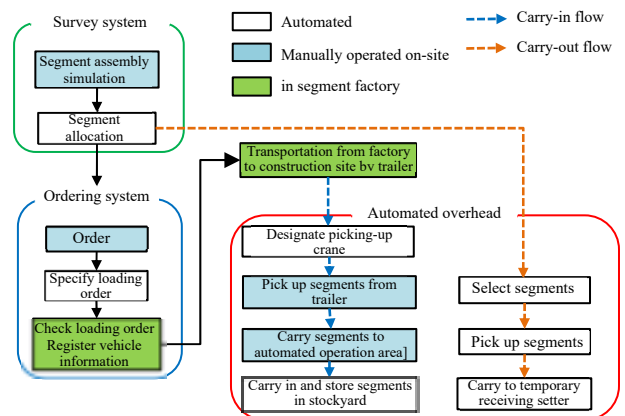 Survey system
Segment assembly
simulation
Segment
allocation
Automated
Manually operated on-site
in segment factory
Carry-in flow
Carry-out flow
Ordering system
Order
Specify loading
order
Check loading order
Register vehicle
information
Transportation from factory
to construction site by trailer
Automated overhead
Designate picking-up
crane
Pick up segments from
trailer
Carry segments to
automated operation area]
Carry in and store segments
in stockyard
Select segments
Pick up segments
Carry to temporary
receiving setter